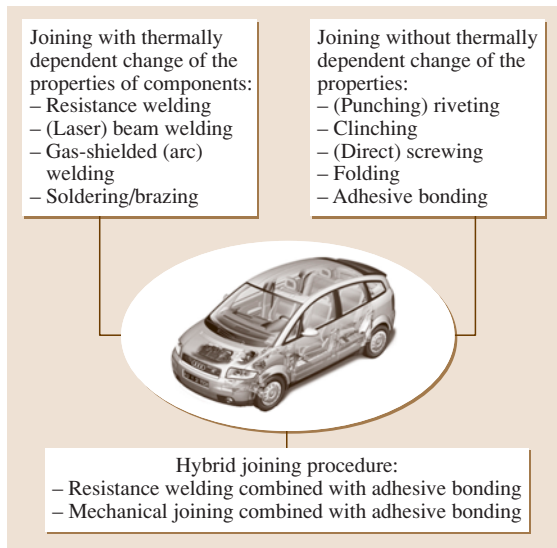 Joining with thermally
dependent change of the
properties of components:
– Resistance welding
– (Laser) beam welding
– Gas-shielded (arc)
welding
– Soldering/brazing
Joining without thermally
dependent change of the
properties:
– (Punching) riveting
– Clinching
– (Direct) screwing
– Folding
– Adhesive bonding
Hybrid joining procedure:
– Resistance welding combined with adhesive bonding
– Mechanical joining combined with adhesive bonding